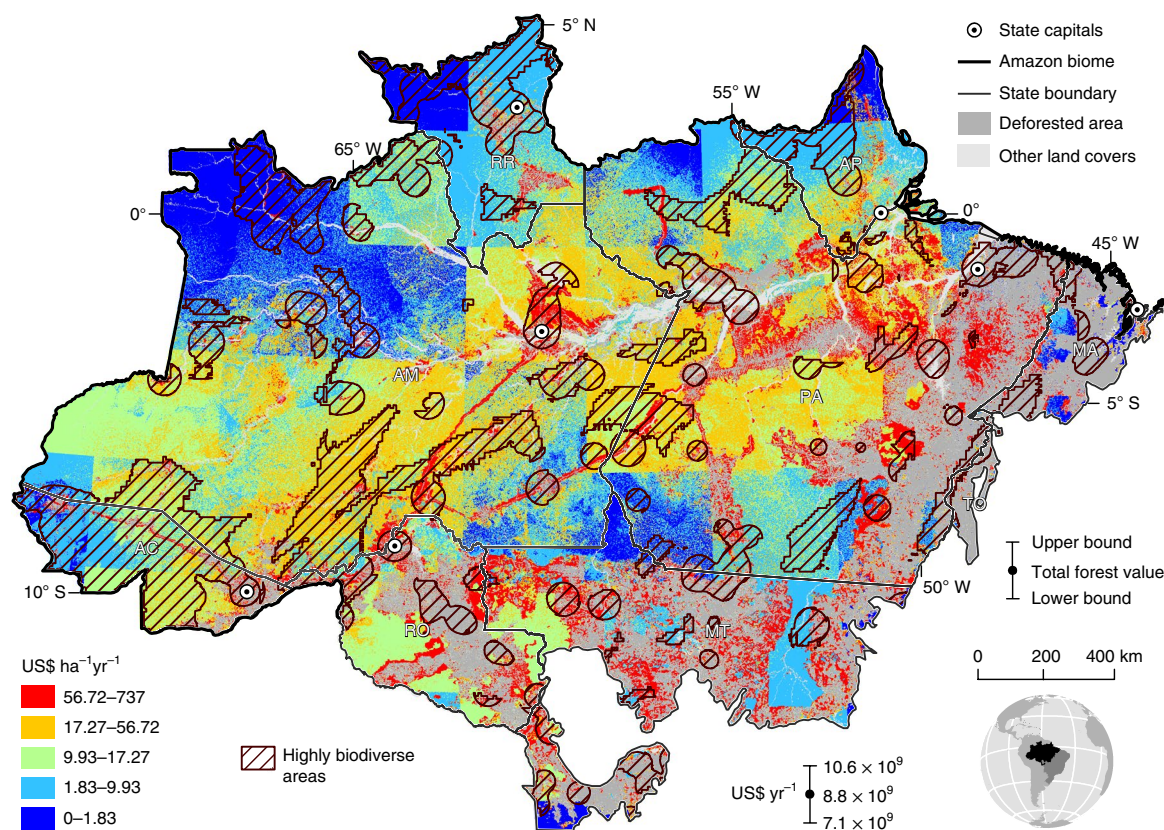 5° N
State capitals
Amazon biome
State boundary
Deforested area
Other land covers
55° W
65° W
RR
AP
0°
0°
45° W
MA
AM
PA
5° S
TO
AC
10° S
RO
MT
50° W
Upper bound
Total forest value
Lower bound
0 200 400 km
US$ ha⁻¹yr⁻¹
56.72–737
17.27–56.72
9.93–17.27
1.83–9.93
0–1.83
Highly biodiverse
areas
US$ yr⁻¹
10.6 × 10⁹
8.8 × 10⁹
7.1 × 10⁹